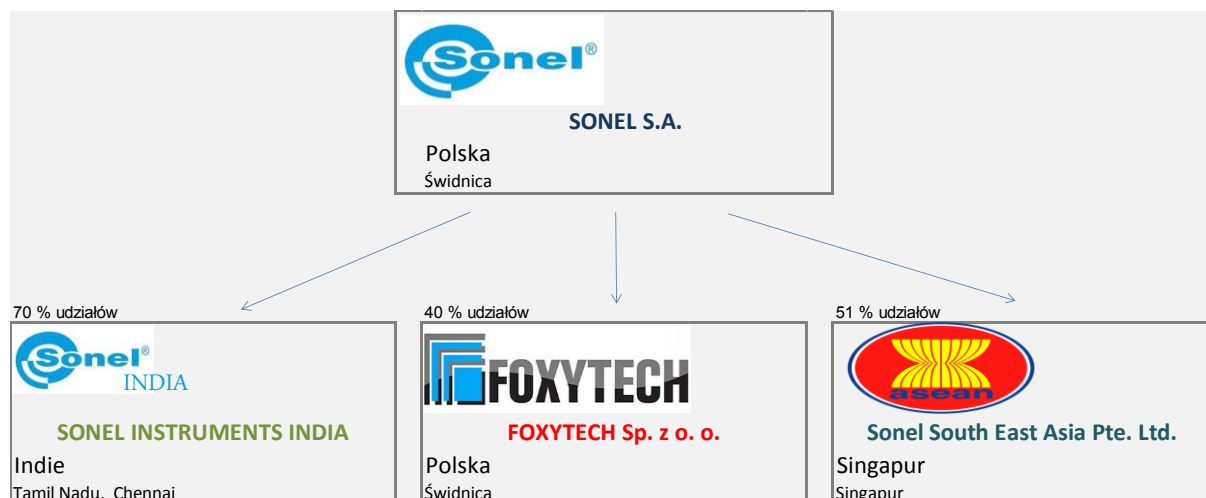 Sonel®
SONEL S.A.
Polska
Świdnica
70 % udziałów
40 % udziałów
51 % udziałów
Sonel®
INDIA
SONEL INSTRUMENTS INDIA
Indie
Tamil Nadu, Chennai
FOXYTECH
FOXYTECH Sp. z o. o.
Polska
Świdnica
asean
Sonel South East Asia Pte. Ltd.
Singapur
Singapur